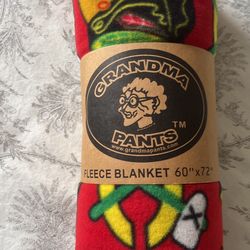 GRANDMA
PANTS
TM
www.grandmapants.com
FLEECE BLANKET 60"x72"